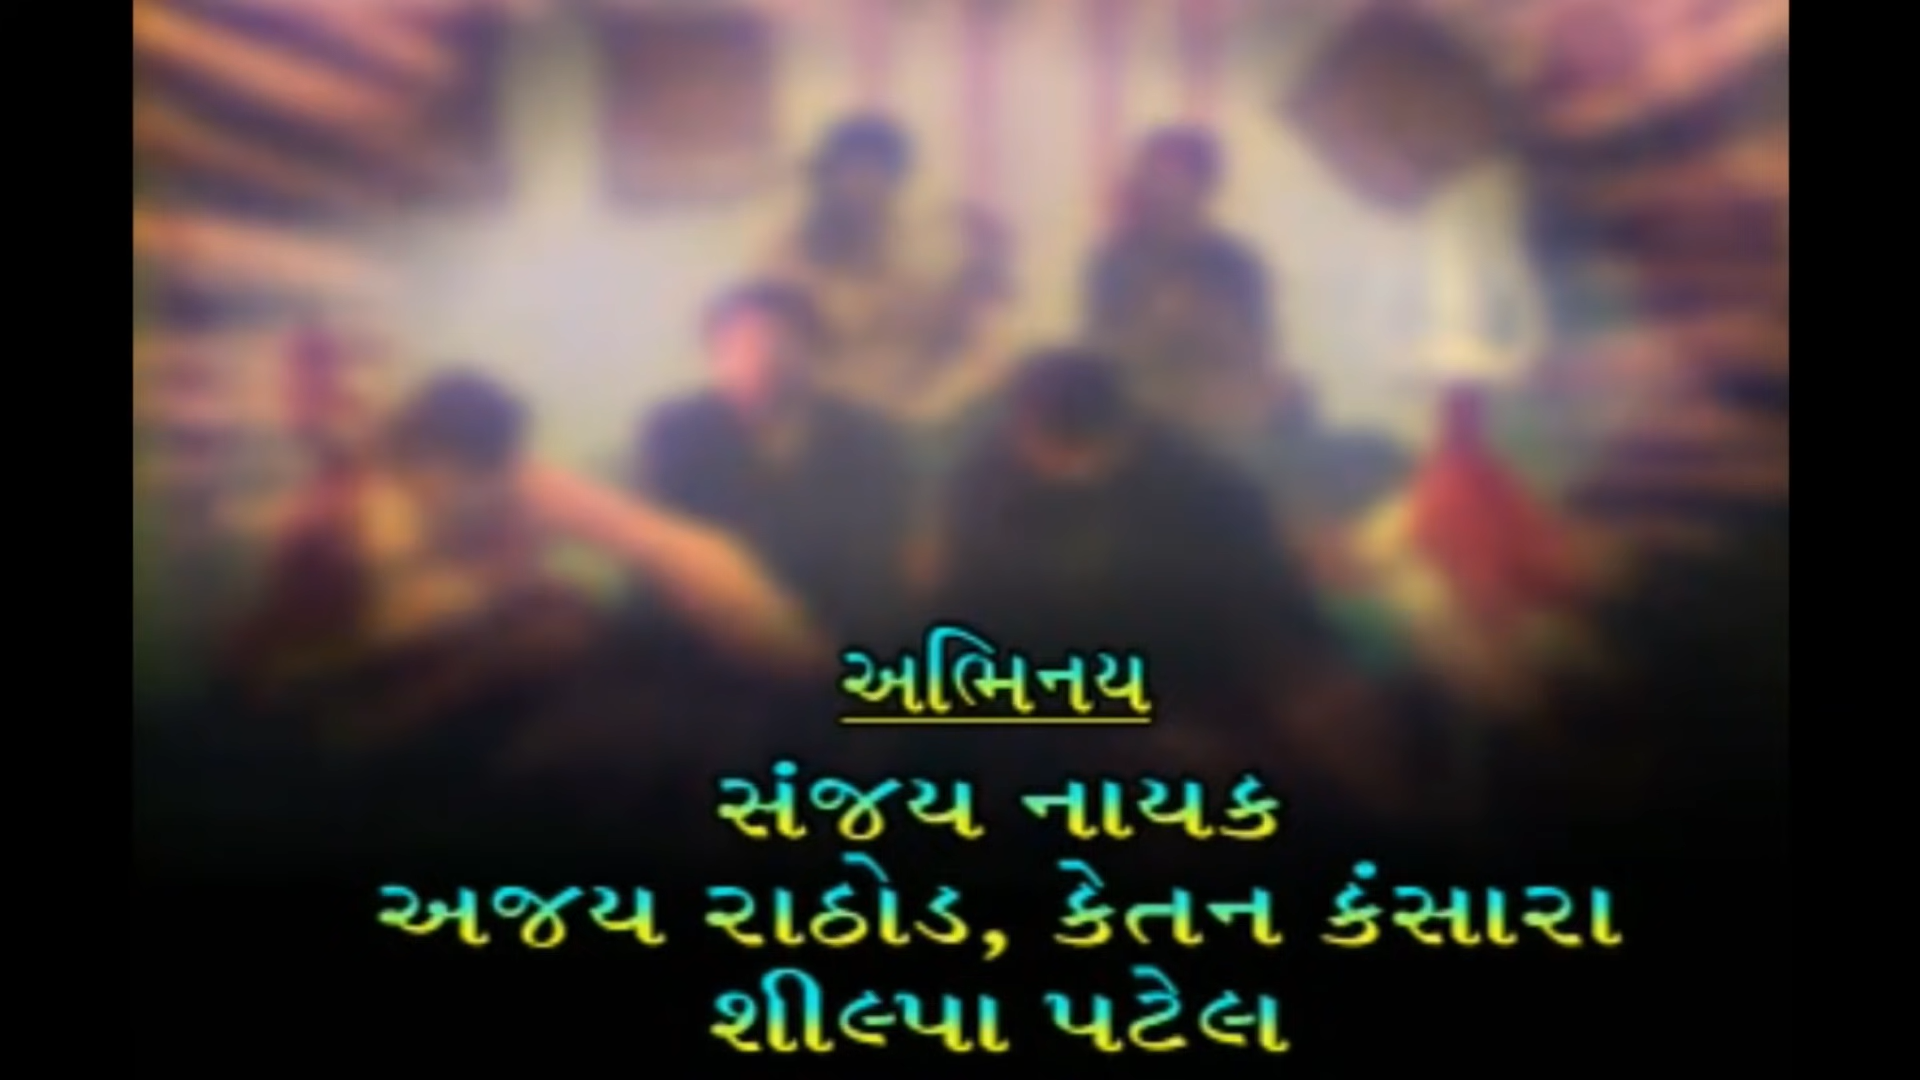 અભિનય
સંજય નાયક
અજય રાઠોડ, કેતન કંસારા
શીલ્પા પટેલ